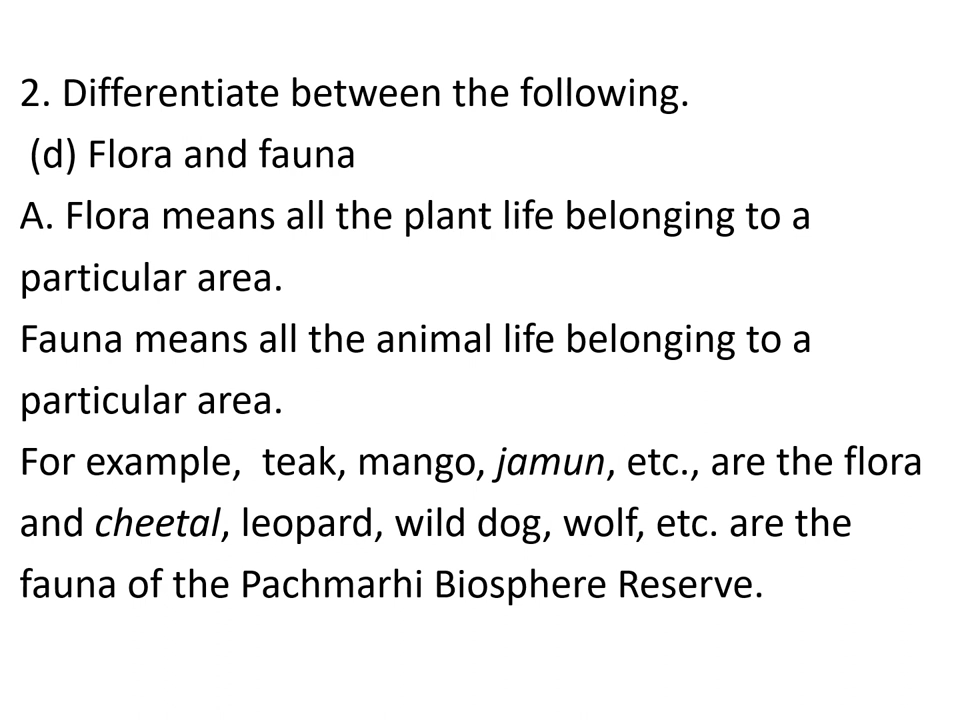 2. Differentiate between the following.
(d) Flora and fauna
A. Flora means all the plant life belonging to a
particular area.
Fauna means all the animal life belonging to a
particular area.
For example,  teak, mango, jamun, etc., are the flora
and cheetal, leopard, wild dog, wolf, etc. are the
fauna of the Pachmarhi Biosphere Reserve.